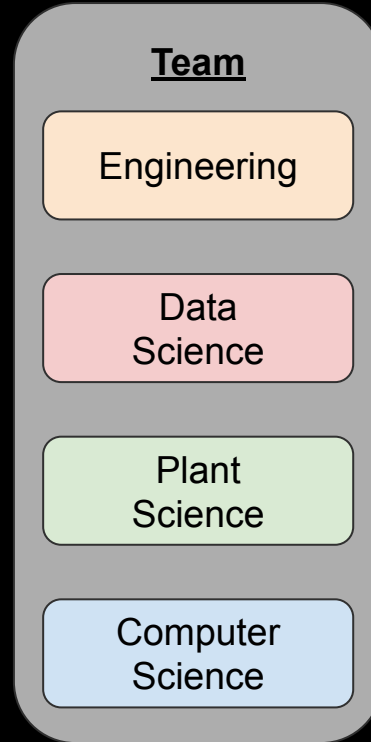 Team
Engineering
Data
Science
Plant
Science
Computer
Science